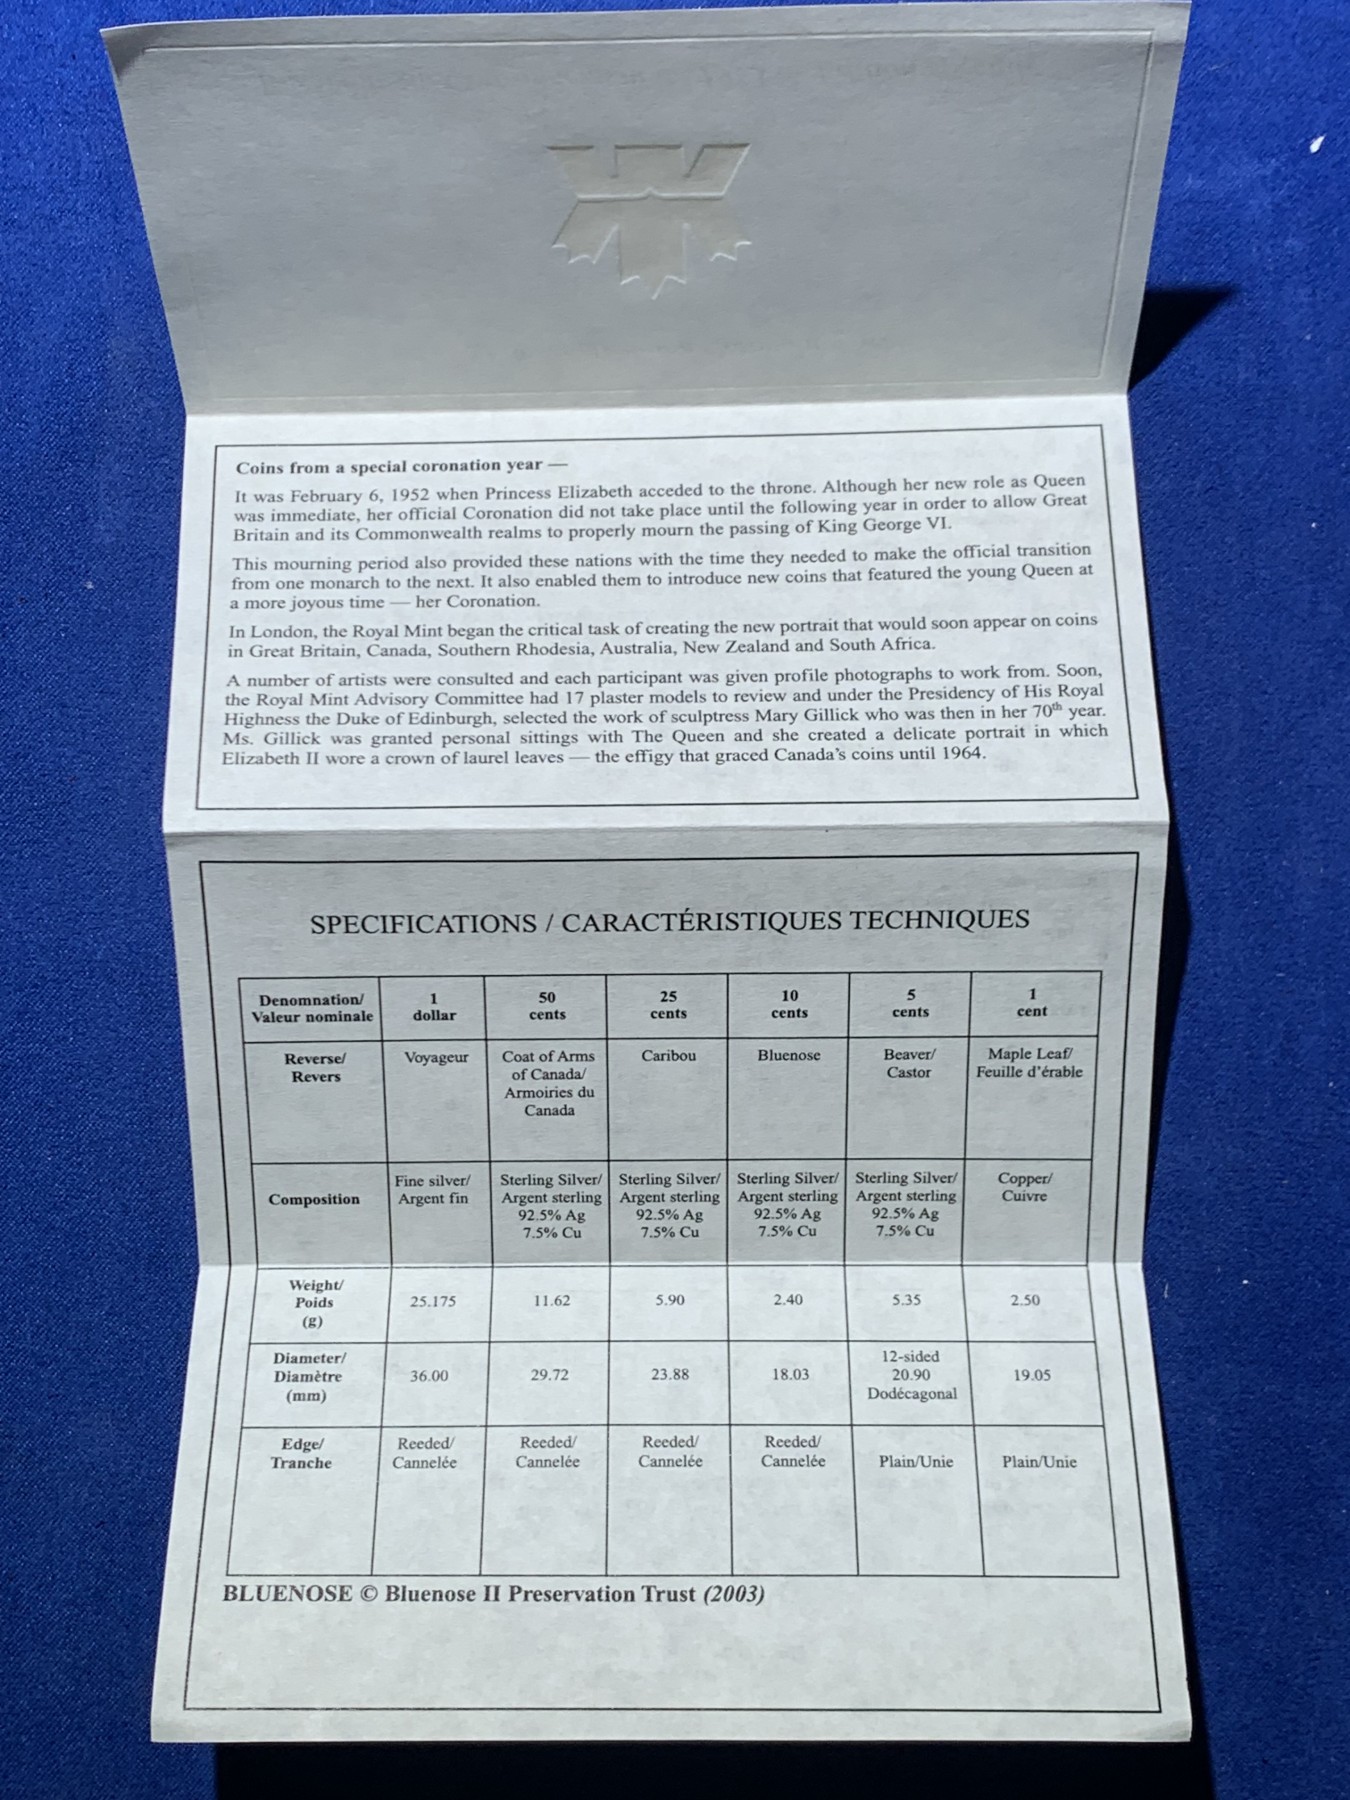 Coins from a special coronation year —
It was February 6, 1952 when Princess Elizabeth acceded to the throne. Although her new role as Queen
was immediate, her official Coronation did not take place until the following year in order to allow Great
Britain and its Commonwealth realms to properly mourn the passing of King George VI.
This mourning period also provided these nations with the time they needed to make the official transition
from one monarch to the next. It also enabled them to introduce new coins that featured the young Queen at
a more joyous time — her Coronation.
In London, the Royal Mint began the critical task of creating the new portrait that would soon appear on coins
in Great Britain, Canada, Southern Rhodesia, Australia, New Zealand and South Africa.
A number of artists were consulted and each participant was given profile photographs to work from. Soon,
the Royal Mint Advisory Committee had 17 plaster models to review and under the Presidency of His Royal
Highness the Duke of Edinburgh, selected the work of sculptress Mary Gillick who was then in her 70th year.
Ms. Gillick was granted personal sittings with The Queen and she created a delicate portrait in which
Elizabeth II wore a crown of laurel leaves — the effigy that graced Canada's coins until 1964.
SPECIFICATIONS / CARACTÉRISTIQUES TECHNIQUES
Denomnation/ 1 50 25 10 5 1
Valeur nominale dollar cents cents cents cents cent
Reverse/ Voyageur Coat of Arms Caribou Bluenose Beaver/ Maple Leaf/
Revers of Canada/ Castor Feuille d'érable
Armoiries du
Canada
Fine silver/ Sterling Silver/ Sterling Silver/ Sterling Silver/ Sterling Silver/ Copper/
Composition Argent fin Argent sterling Argent sterling Argent sterling Argent sterling Cuivre
92.5% Ag 92.5% Ag 92.5% Ag 92.5% Ag
7.5% Cu 7.5% Cu 7.5% Cu 7.5% Cu
Weight/
Poids 25.175 11.62 5.90 2.40 5.35 2.50
(g)
Diameter/ 12-sided
Diamètre 36.00 29.72 23.88 18.03 20.90 19.05
(mm) Dodécagonal
Edge/ Reeded/ Reeded/ Reeded/ Reeded/
Tranche Cannelée Cannelée Cannelée Cannelée Plain/Unie Plain/Unie
BLUENOSE © Bluenose II Preservation Trust (2003)